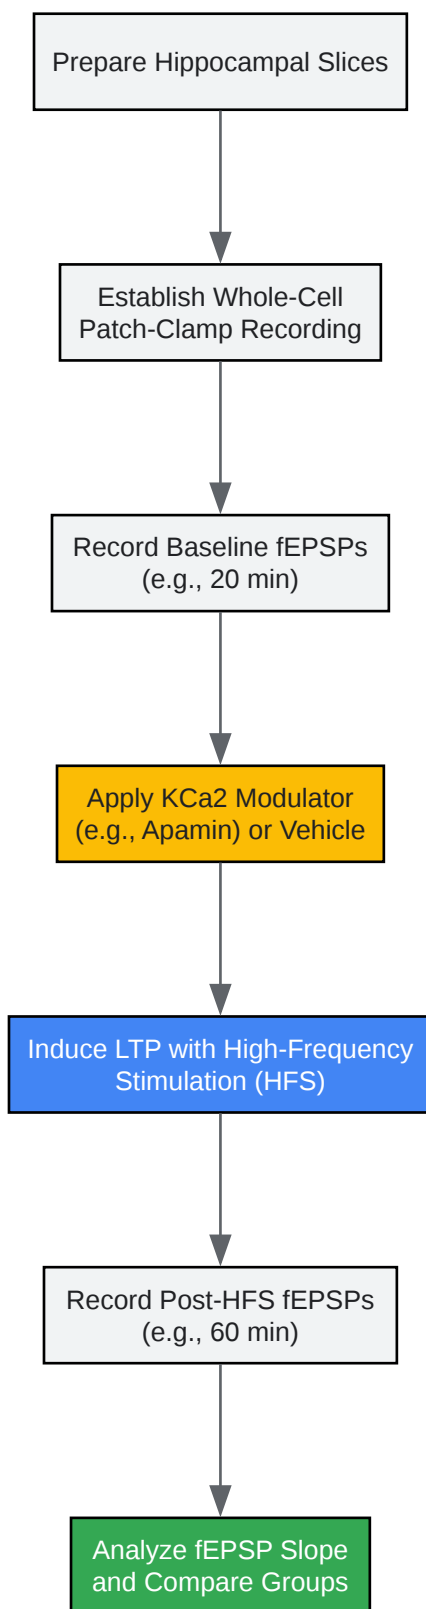 Prepare Hippocampal Slices
Establish Whole-Cell
Patch-Clamp Recording
Record Baseline fEPSPs
(e.g., 20 min)
Apply KCa2 Modulator
(e.g., Apamin) or Vehicle
Induce LTP with High-Frequency
Stimulation (HFS)
Record Post-HFS fEPSPs
(e.g., 60 min)
Analyze fEPSP Slope
and Compare Groups